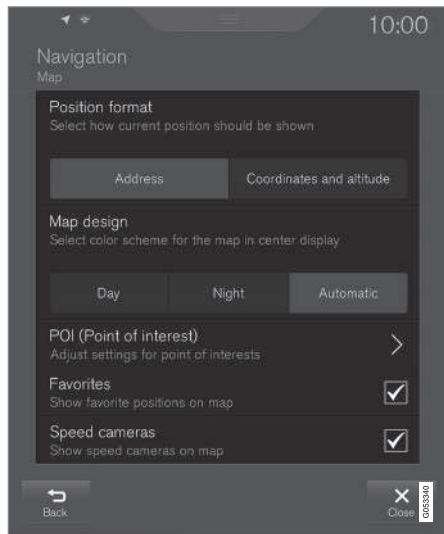 10:00
Navigation
Map
Position format
Select how current position should be shown
Address
Coordinates and altitude
Map design
Select color scheme for the map in center display
Day
Night
Automatic
POI (Point of interest)
Adjust settings for point of interests
Favorites
Show favorite positions on map
Speed cameras
Show speed cameras on map
Back
Close
G053340